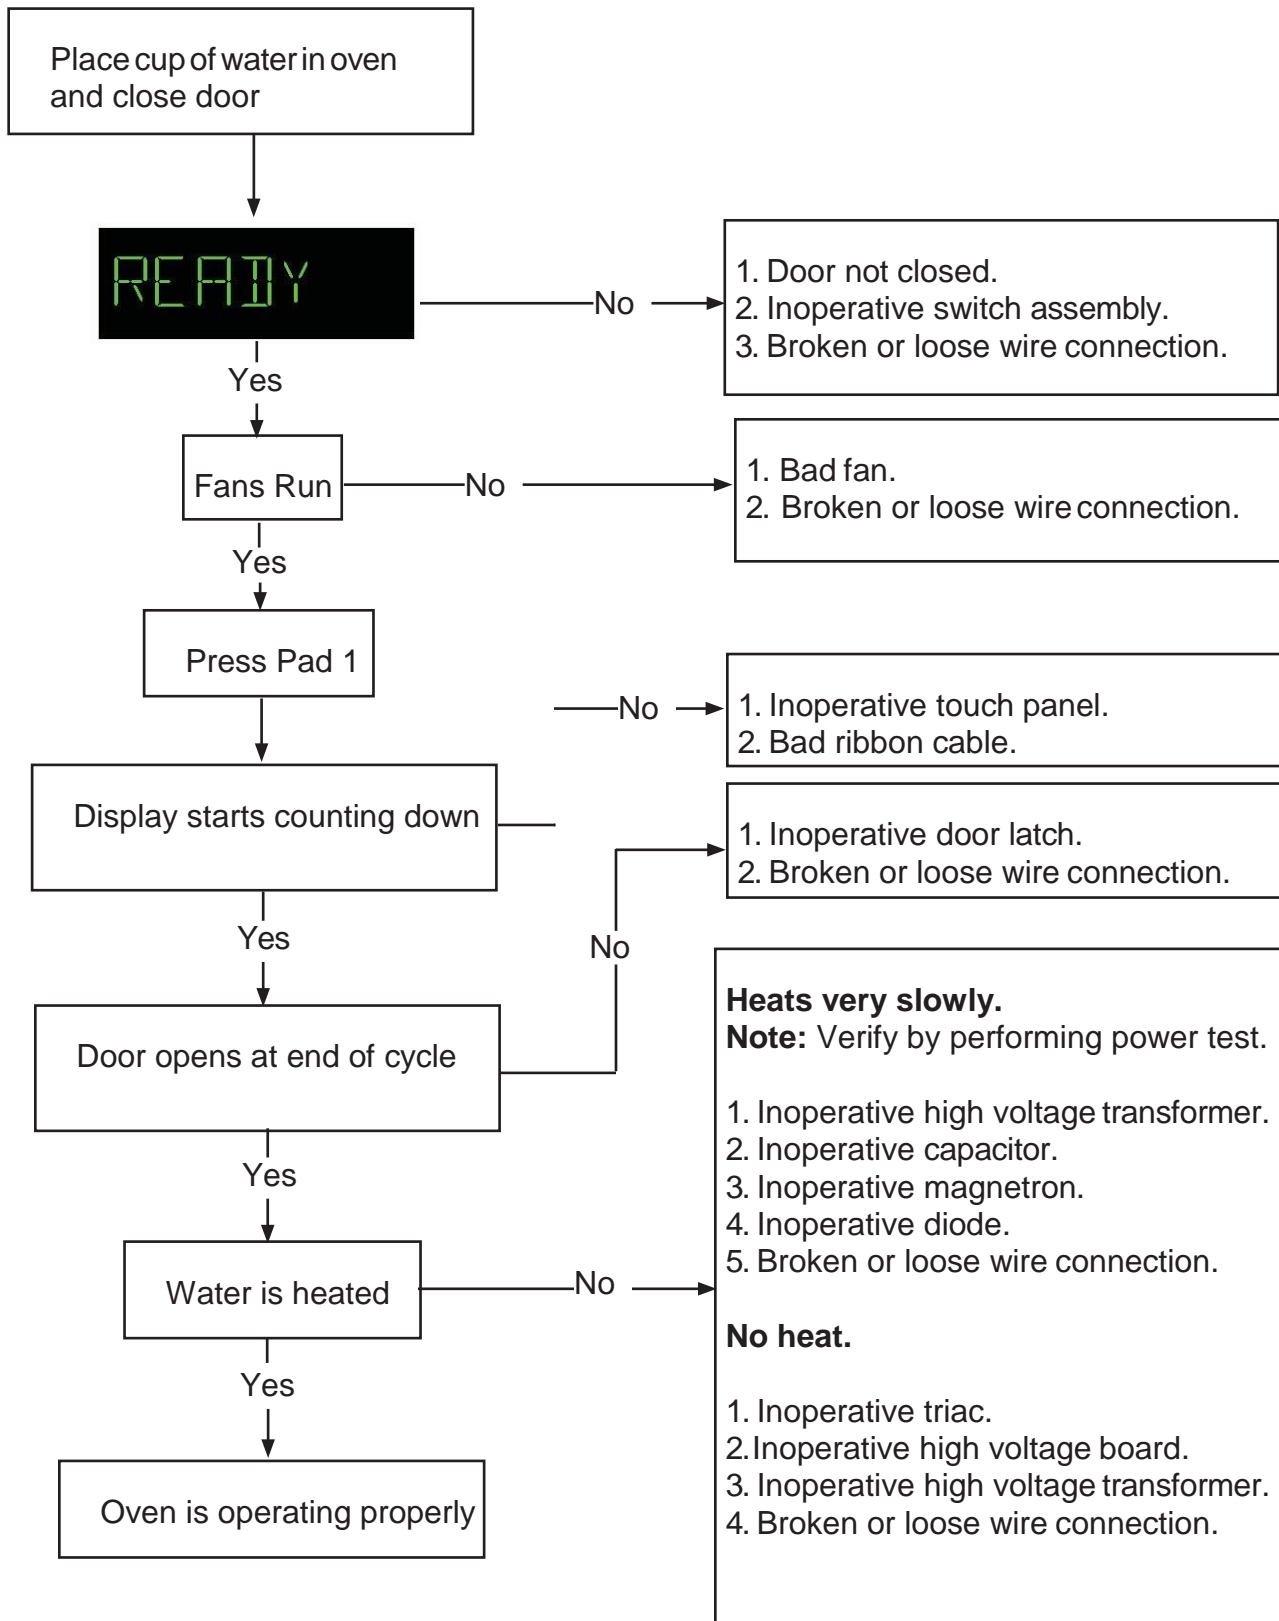 Place cup of water in oven
and close door
READY
No
1. Door not closed.
2. Inoperative switch assembly.
3. Broken or loose wire connection.
Yes
Fans Run
No
1. Bad fan.
2. Broken or loose wire connection.
Yes
Press Pad 1
No
1. Inoperative touch panel.
2. Bad ribbon cable.
Display starts counting down
1. Inoperative door latch.
2. Broken or loose wire connection.
Yes
No
Door opens at end of cycle
Heats very slowly.
Note: Verify by performing power test.
1. Inoperative high voltage transformer.
2. Inoperative capacitor.
3. Inoperative magnetron.
4. Inoperative diode.
5. Broken or loose wire connection.
Yes
Water is heated
No
No heat.
1. Inoperative triac.
2.Inoperative high voltage board.
3. Inoperative high voltage transformer.
4. Broken or loose wire connection.
Yes
Oven is operating properly